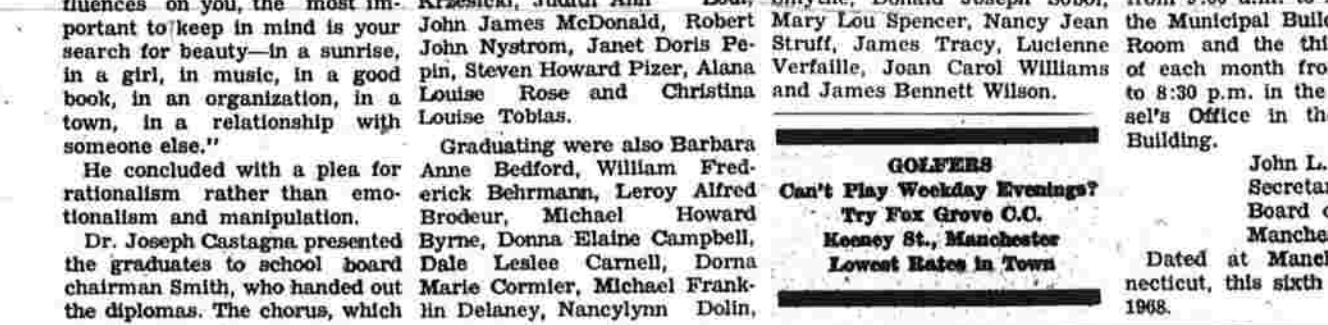 portant to keep in mind is your
search for beauty—in a sunrise,
in a girl, in music, in a good
book, in an organization, in a
town, in a relationship with
someone else."
He concluded with a plea for
rationalism rather than emo-
tionalism and manipulation.
Dr. Joseph Castagna presented
the graduates to school board
chairman Smith, who handed out
the diplomas. The chorus, which
John James McDonald, Robert
John Nystrom, Janet Doris Pe-
pin, Steven Howard Pizer, Alana
Louise Rose and Christina
Louise Tobias.
Graduating were also Barbara
Anne Bedford, William Fred-
erick Behrmann, Leroy Alfred
Brodeur, Michael Howard
Byrne, Donna Elaine Campbell,
Dale Leslee Carnell, Dorna
Marie Cormier, Michael Frank-
lin Delaney, Nancylynn Dolin,
Mary Lou Spencer, Nancy Jean
Struff, James Tracy, Lucienne
Verfaille, Joan Carol Williams
and James Bennett Wilson.
GOLFERS
Can't Play Weekday Evenings?
Try Fox Grove C.C.
Keeney St., Manchester
Lowest Rates in Town
the Municipal Buil
Room and the thi
of each month fro
to 8:30 p.m. in the
sel's Office in th
Building.
John L.
Secreta
Board
Manche
Dated at Manc
necticut, this sixth
1968.